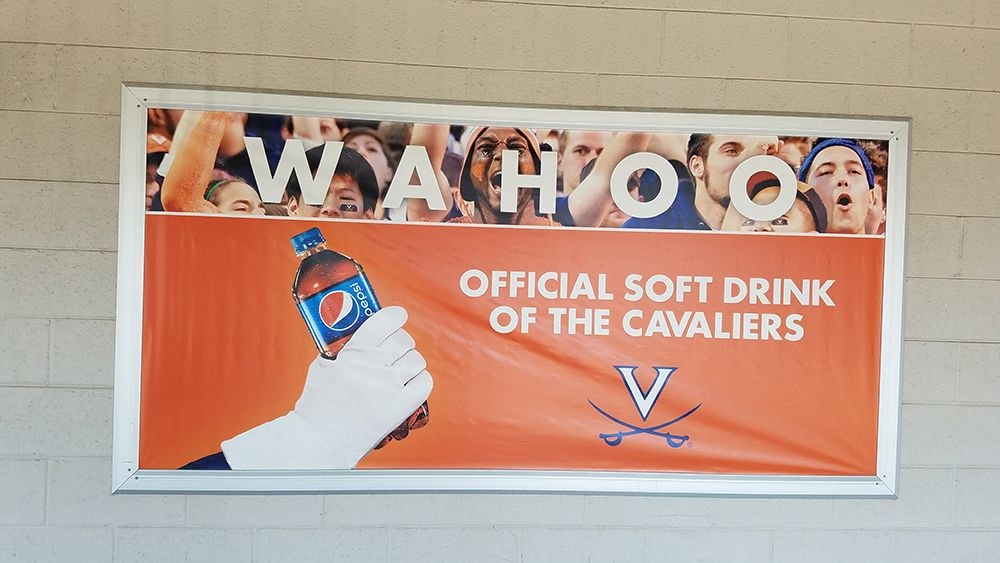 WAHOO
OFFICIAL SOFT DRINK
OF THE CAVALIERS
pepsi
V